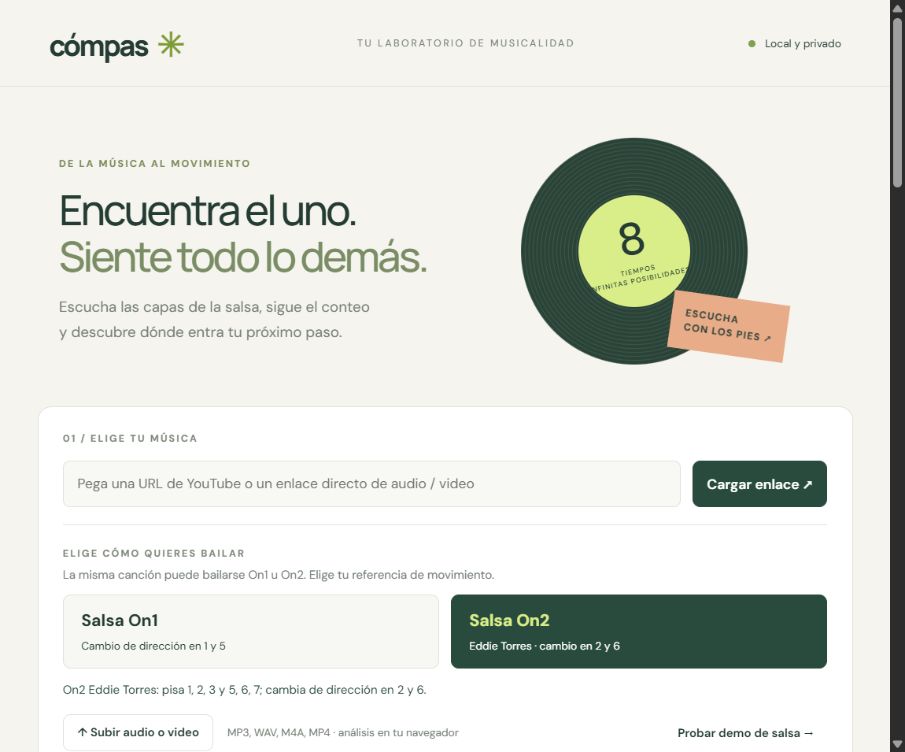 cómpas
TU LABORATORIO DE MUSICALIDAD
Local y privado
DE LA MÚSICA AL MOVIMIENTO
Encuentra el uno.
Siente todo lo demás.
Escucha las capas de la salsa, sigue el conteo
y descubre dónde entra tu próximo paso.
8
TIEMPOS
INFINITAS POSIBILIDADES
ESCUCHA
CON LOS PIES ↗
01 / ELIGE TU MÚSICA
Pega una URL de YouTube o un enlace directo de audio / video
Cargar enlace ↗
ELIGE CÓMO QUIERES BAILAR
La misma canción puede bailarse On1 u On2. Elige tu referencia de movimiento.
Salsa On1
Cambio de dirección en 1 y 5
Salsa On2
Eddie Torres · cambio en 2 y 6
On2 Eddie Torres: pisa 1, 2, 3 y 5, 6, 7; cambia de dirección en 2 y 6.
↑ Subir audio o video
MP3, WAV, M4A, MP4 · análisis en tu navegador
Probar demo de salsa →